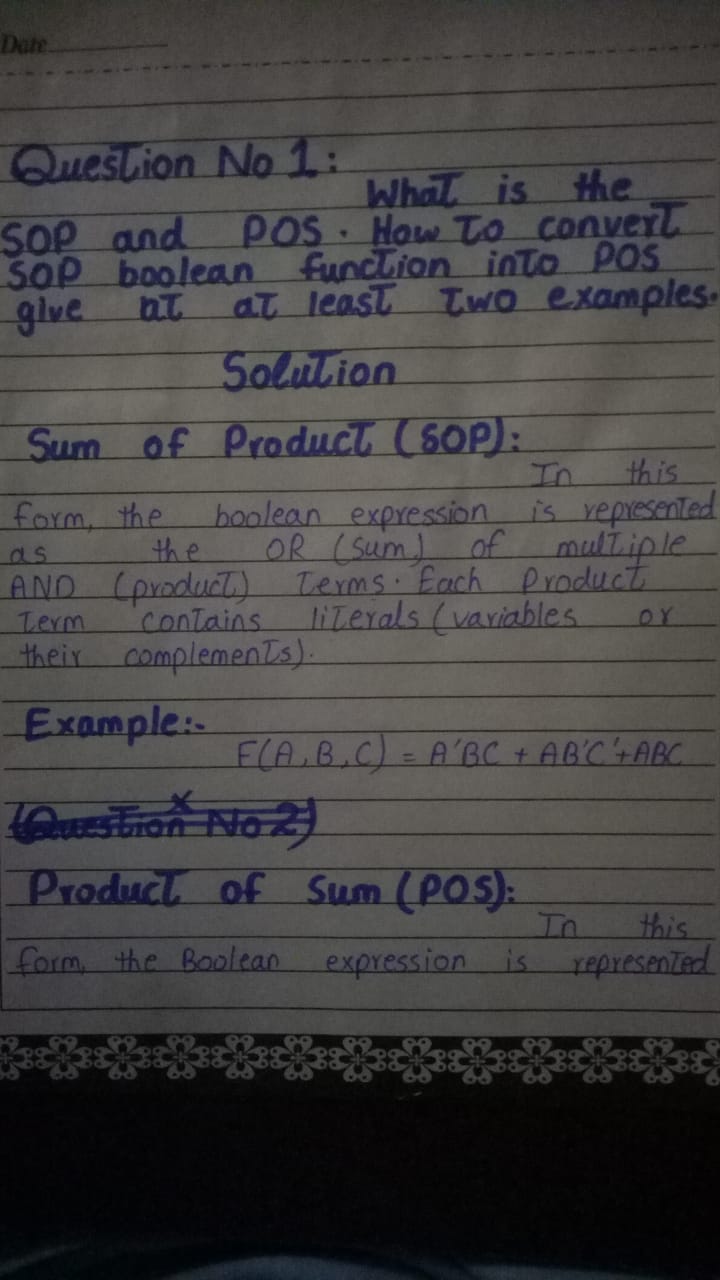 Date
Question No 1:
What is the
SOP and POS. How to convert
SOP boolean function into POS
give at at least two examples.
Solution
Sum of Product (SOP):
In this
form, the boolean expression is represented
as the OR (sum) of multiple
AND (product) terms. Each product
term contains literals (variables or
their complements).
Example:-
F(A,B,C) = A'BC + AB'C'+ABC
(Question No 2)
Product of Sum (POS):
In this
form, the Boolean expression is represented